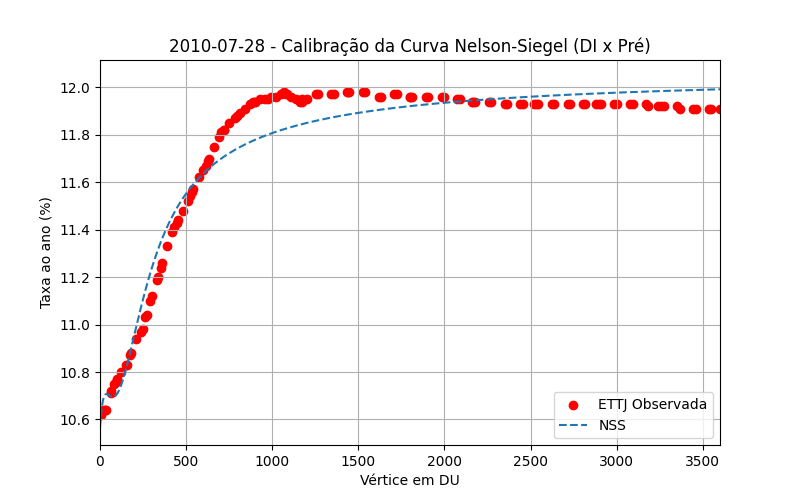 2010-07-28 - Calibração da Curva Nelson-Siegel (DI x Pré)
12.0
11.8
11.6
11.4
11.2
11.0
10.8
10.6
Taxa ao ano (%)
ETTJ Observada
NSS
0 500 1000 1500 2000 2500 3000 3500
Vértice em DU